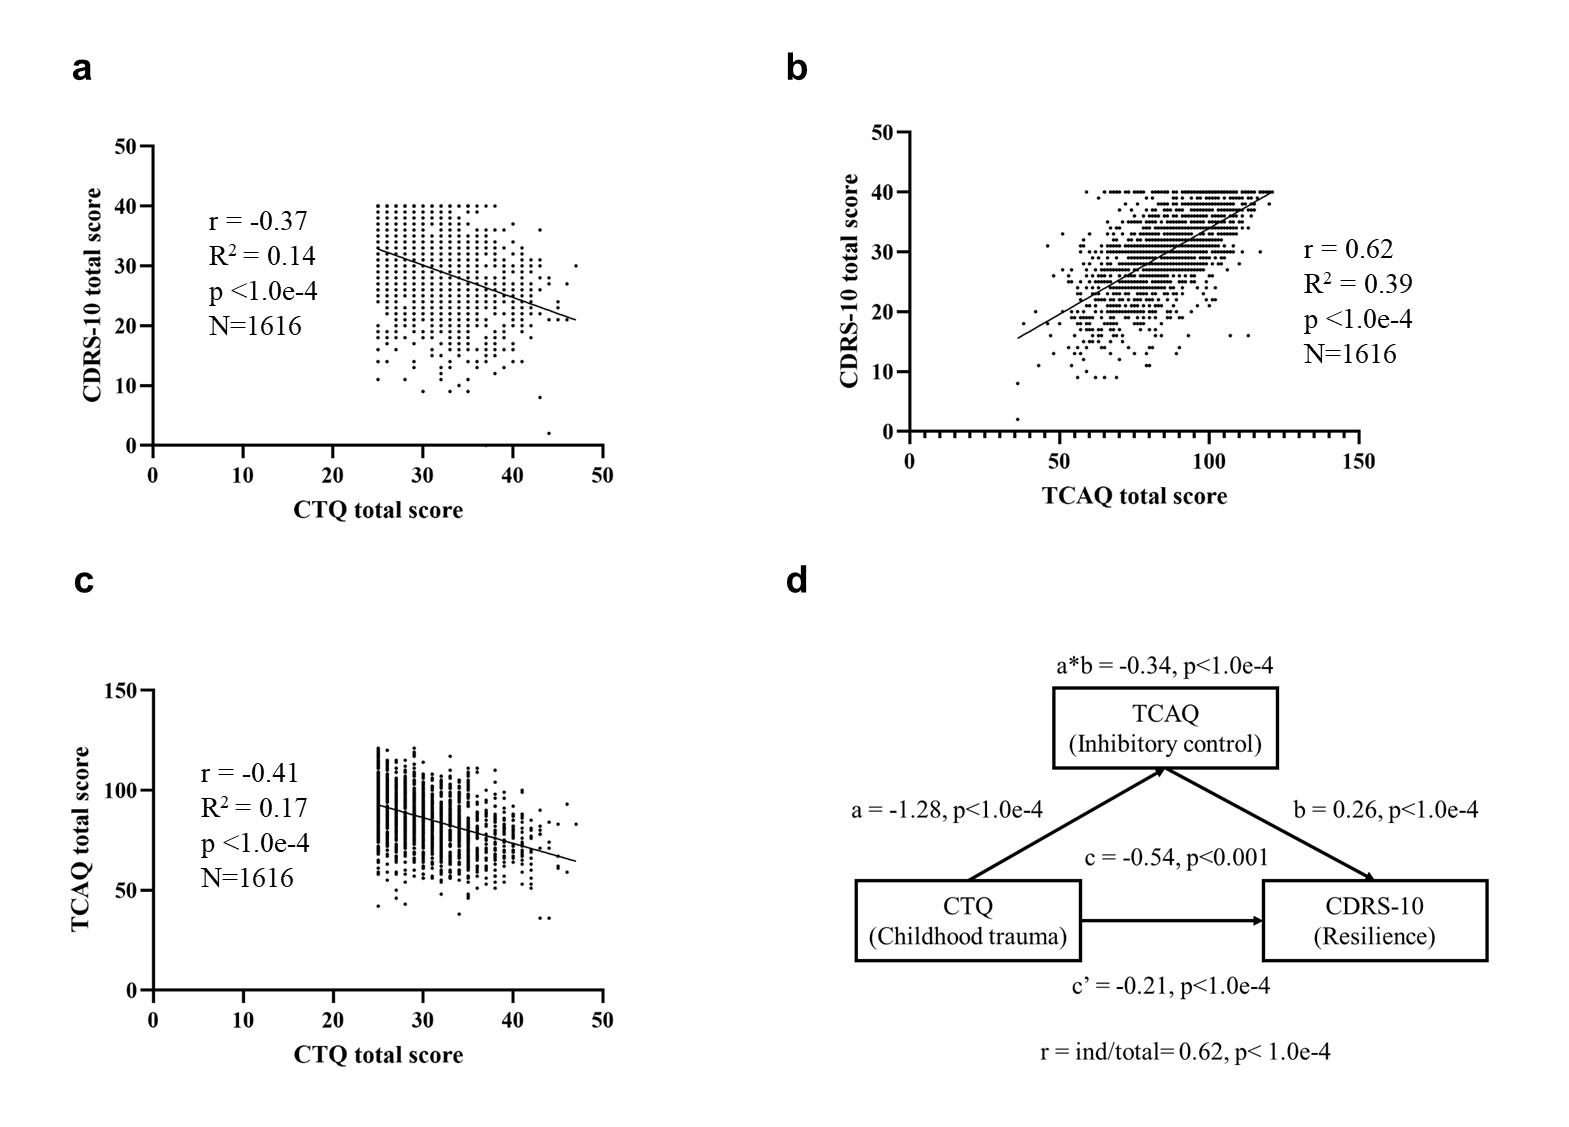 a
50
40
30
20
10
0
CDRS-10 total score
r = -0.37
R² = 0.14
p <1.0e-4
N=1616
0 10 20 30 40 50
CTQ total score
b
50
40
30
20
10
0
CDRS-10 total score
r = 0.62
R² = 0.39
p <1.0e-4
N=1616
0 50 100 150
TCAQ total score
c
150
100
50
0
TCAQ total score
r = -0.41
R² = 0.17
p <1.0e-4
N=1616
0 10 20 30 40 50
CTQ total score
d
a*b = -0.34, p<1.0e-4
TCAQ
(Inhibitory control)
a = -1.28, p<1.0e-4
b = 0.26, p<1.0e-4
c = -0.54, p<0.001
CTQ
(Childhood trauma)
CDRS-10
(Resilience)
c’ = -0.21, p<1.0e-4
r = ind/total= 0.62, p< 1.0e-4